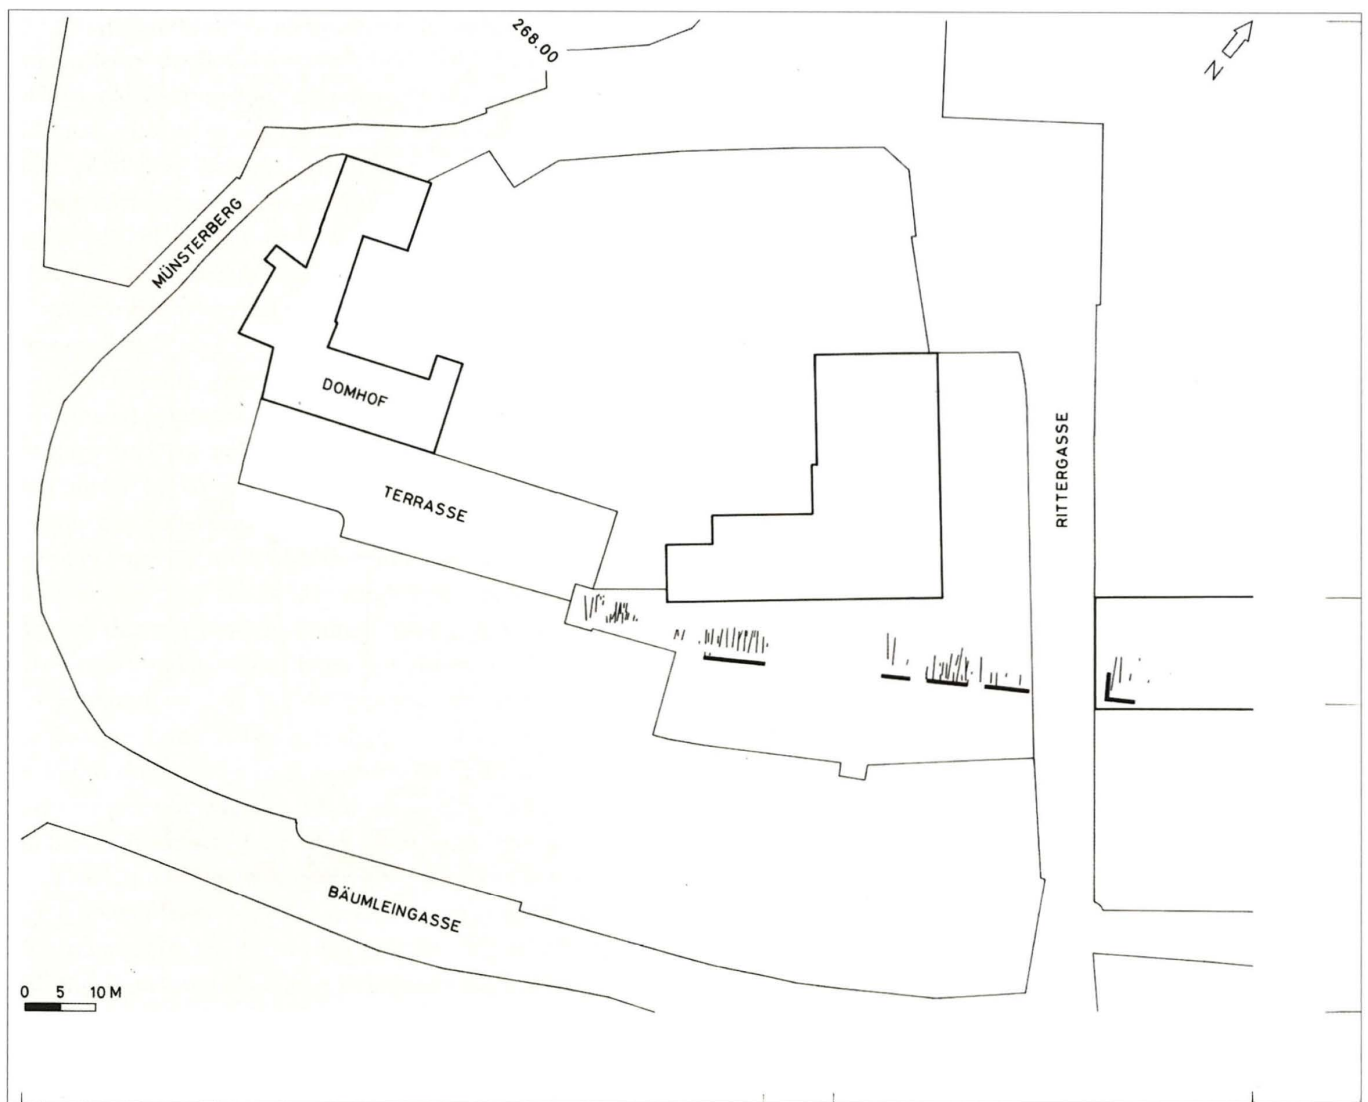 268.00
N
MÜNSTERBERG
DOMHOF
TERRASSE
RITTERGASSE
BÄUMLEINGASSE
0 5 10 M